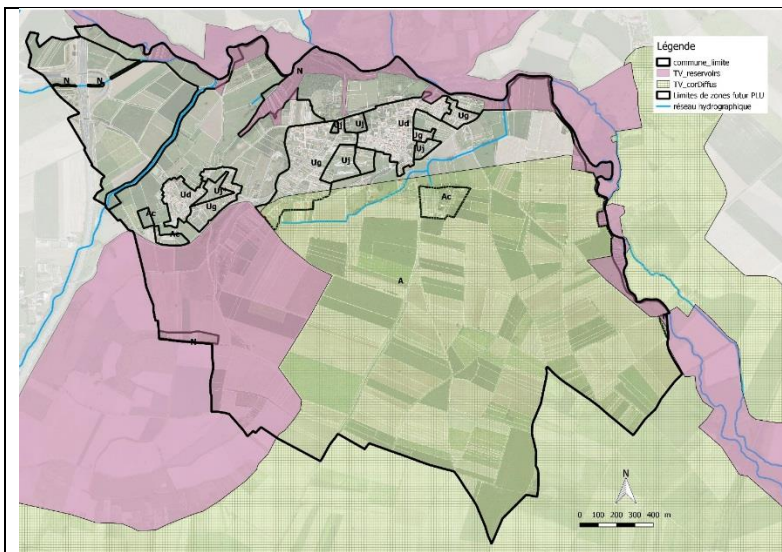 Légende
commune_limite
TV_reservoirs
TV_corDiffus
Limites de zones futur PLU
réseau hydrographique
N
N
N
Ug
Uj
Ud
Ug
Uj
Uj
Ug
Uj
Ud
Ug
Ac
Ac
Ac
A
N
N
0 100 200 300 400 m